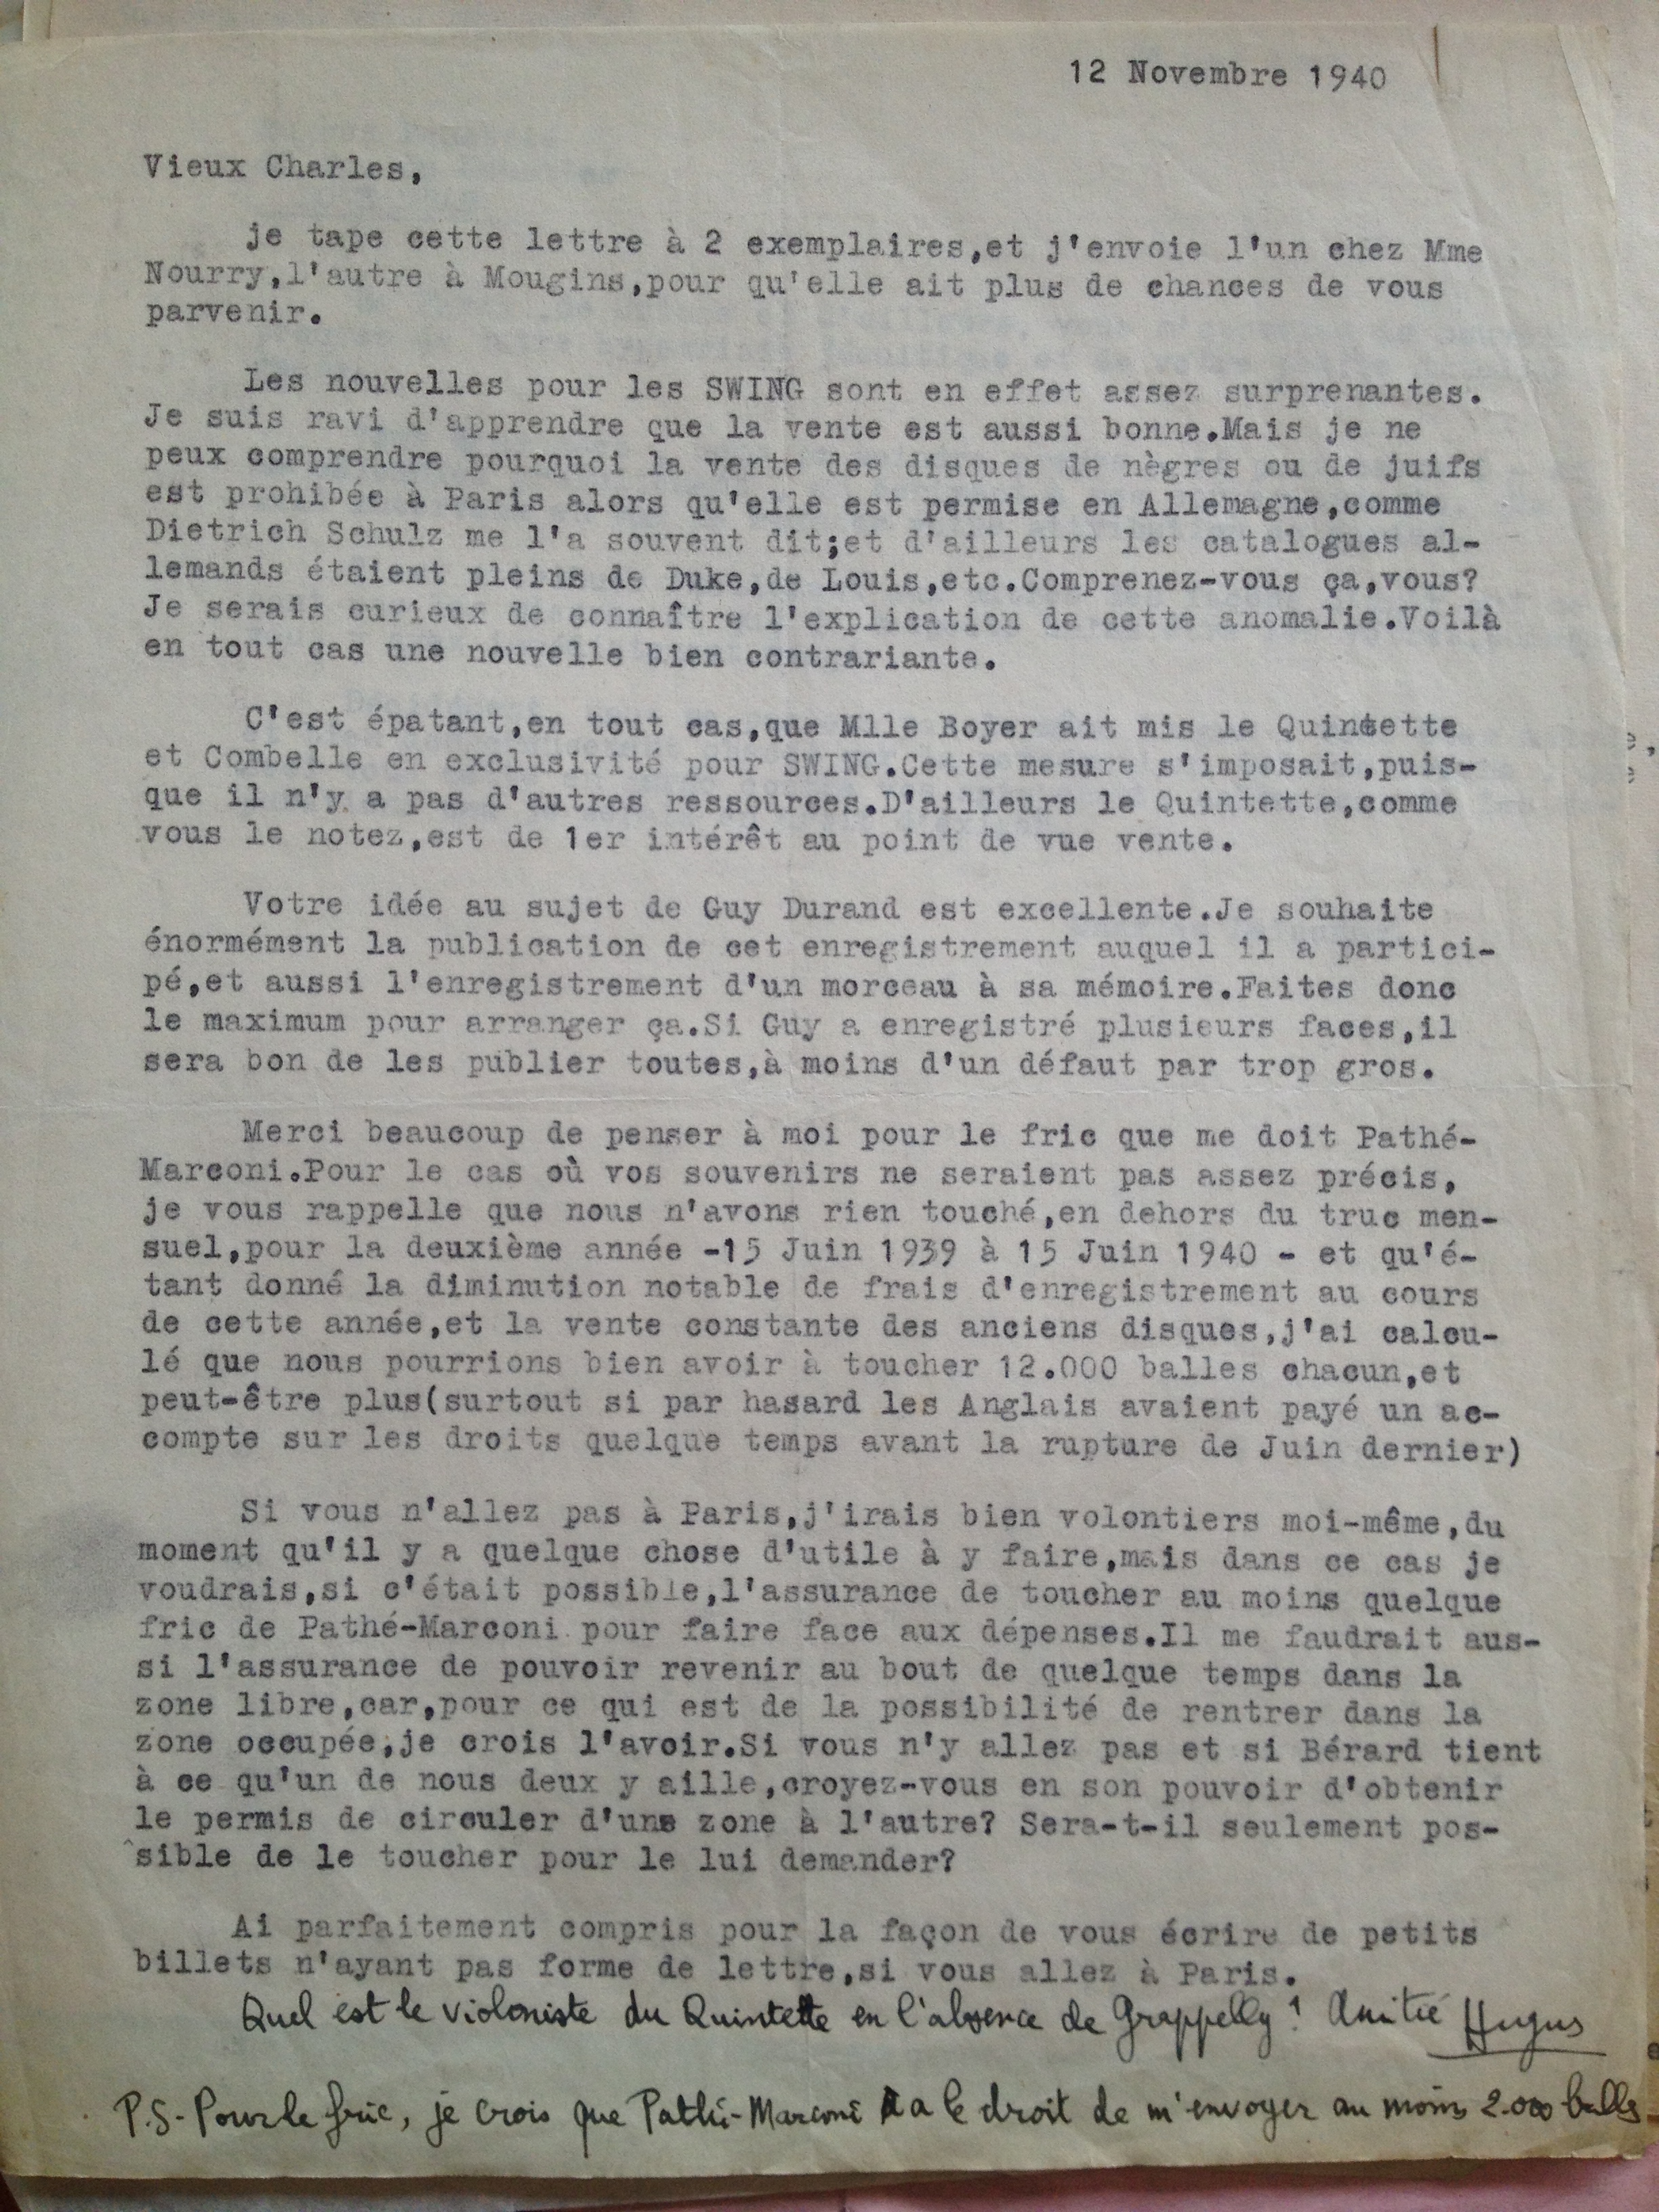 12 Novembre 1940
Vieux Charles,
je tape cette lettre à 2 exemplaires,et j'envoie l'un chez Mme
Nourry,l'autre à Mougins,pour qu'elle ait plus de chances de vous
parvenir.
Les nouvelles pour les SWING sont en effet assez surprenantes.
Je suis ravi d'apprendre que la vente est aussi bonne.Mais je ne
peux comprendre pourquoi la vente des disques de nègres ou de juifs
est prohibée à Paris alors qu'elle est permise en Allemagne,comme
Dietrich Schulz me l'a souvent dit;et d'ailleurs les catalogues al-
lemands étaient pleins de Duke,de Louis,etc.Comprenez-vous ça,vous?
Je serais curieux de connaître l'explication de cette anomalie.Voilà
en tout cas une nouvelle bien contrariante.
C'est épatant,en tout cas,que Mlle Boyer ait mis le Quintette
et Combelle en exclusivité pour SWING.Cette mesure s'imposait,puis-
que il n'y a pas d'autres ressources.D'ailleurs le Quintette,comme
vous le notez,est de 1er intérêt au point de vue vente.
Votre idée au sujet de Guy Durand est excellente.Je souhaite
énormément la publication de cet enregistrement auquel il a partici-
pé,et aussi l'enregistrement d'un morceau à sa mémoire.Faites donc
le maximum pour arranger ça.Si Guy a enregistré plusieurs faces,il
sera bon de les publier toutes,à moins d'un défaut par trop gros.
Merci beaucoup de penser à moi pour le fric que me doit Pathé-
Marconi.Pour le cas où vos souvenirs ne seraient pas assez précis,
je vous rappelle que nous n'avons rien touché,en dehors du truc men-
suel,pour la deuxième année -15 Juin 1939 à 15 Juin 1940 - et qu'é-
tant donné la diminution notable de frais d'enregistrement au cours
de cette année,et la vente constante des anciens disques,j'ai calcu-
lé que nous pourrions bien avoir à toucher 12.000 balles chacun,et
peut-être plus(surtout si par hasard les Anglais avaient payé un ac-
compte sur les droits quelque temps avant la rupture de Juin dernier)
Si vous n'allez pas à Paris,j'irais bien volontiers moi-même,du
moment qu'il y a quelque chose d'utile à y faire,mais dans ce cas je
voudrais,si c'était possible,l'assurance de toucher au moins quelque
fric de Pathé-Marconi pour faire face aux dépenses.Il me faudrait aus-
si l'assurance de pouvoir revenir au bout de quelque temps dans la
zone libre,car,pour ce qui est de la possibilité de rentrer dans la
zone occupée,je crois l'avoir.Si vous n'y allez pas et si Bérard tient
à ce qu'un de nous deux y aille,croyez-vous en son pouvoir d'obtenir
le permis de circuler d'une zone à l'autre? Sera-t-il seulement pos-
sible de le toucher pour le lui demander?
Ai parfaitement compris pour la façon de vous écrire de petits
billets n'ayant pas forme de lettre,si vous allez à Paris.
Quel est le violoniste du Quintette en l'absence de Grappelly? Amitié Hugus
P.S- Pour le fric, je crois que Pathé-Marconi a le droit de m'envoyer au moins 2.000 balles